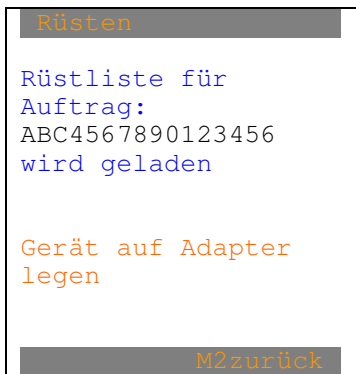 Rüsten
Rüstliste für
Auftrag:
ABC4567890123456
wird geladen
Gerät auf Adapter
legen
M2zurück